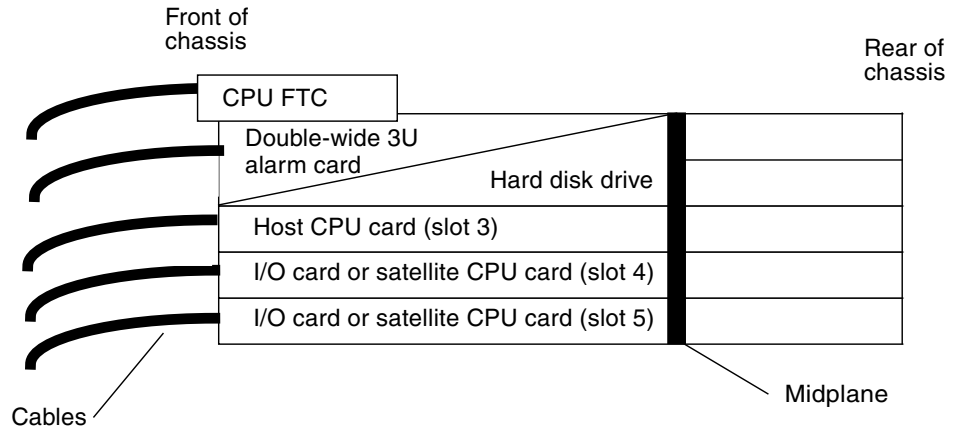 Front of
chassis
Rear of
chassis
CPU FTC
Double-wide 3U
alarm card
Hard disk drive
Host CPU card (slot 3)
I/O card or satellite CPU card (slot 4)
I/O card or satellite CPU card (slot 5)
Midplane
Cables